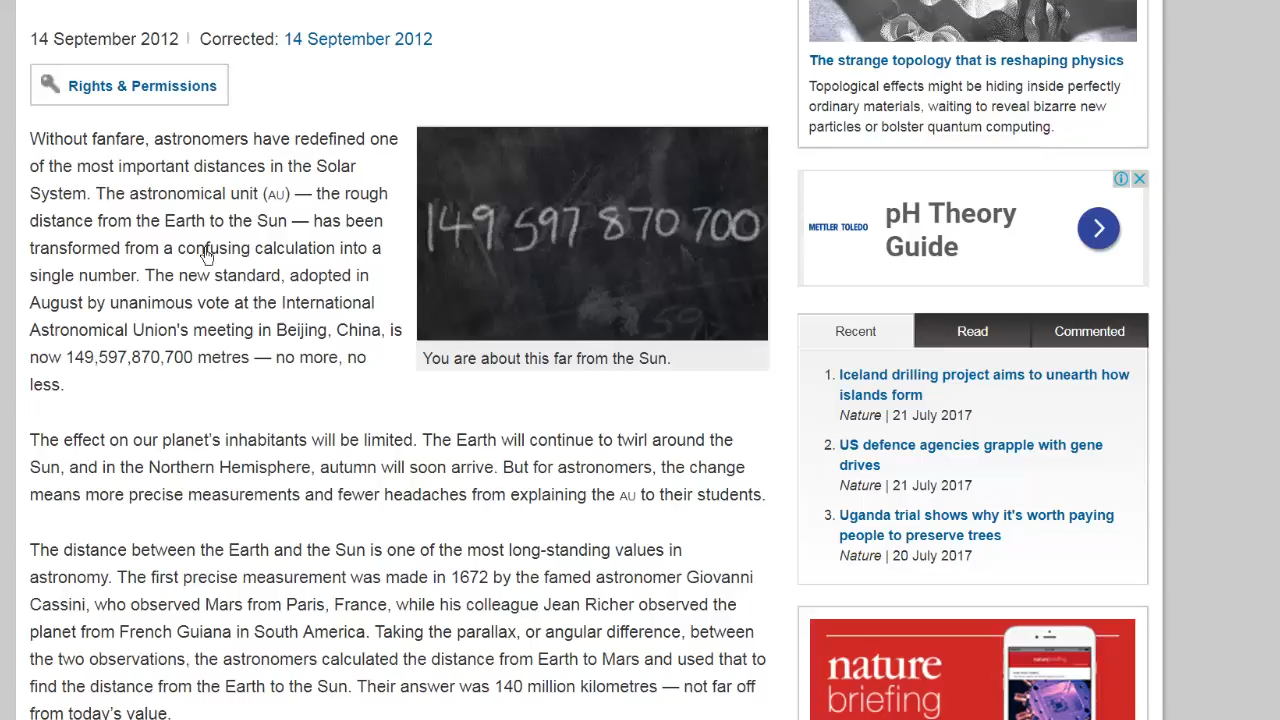 14 September 2012 | Corrected: 14 September 2012
Rights & Permissions
Without fanfare, astronomers have redefined one
of the most important distances in the Solar
System. The astronomical unit (AU) — the rough
distance from the Earth to the Sun — has been
transformed from a confusing calculation into a
single number. The new standard, adopted in
August by unanimous vote at the International
Astronomical Union's meeting in Beijing, China, is
now 149,597,870,700 metres — no more, no
less.
149 597 870 700
59
You are about this far from the Sun.
The effect on our planet's inhabitants will be limited. The Earth will continue to twirl around the
Sun, and in the Northern Hemisphere, autumn will soon arrive. But for astronomers, the change
means more precise measurements and fewer headaches from explaining the AU to their students.
The distance between the Earth and the Sun is one of the most long-standing values in
astronomy. The first precise measurement was made in 1672 by the famed astronomer Giovanni
Cassini, who observed Mars from Paris, France, while his colleague Jean Richer observed the
planet from French Guiana in South America. Taking the parallax, or angular difference, between
the two observations, the astronomers calculated the distance from Earth to Mars and used that to
find the distance from the Earth to the Sun. Their answer was 140 million kilometres — not far off
from today's value.
The strange topology that is reshaping physics
Topological effects might be hiding inside perfectly
ordinary materials, waiting to reveal bizarre new
particles or bolster quantum computing.
METTLER TOLEDO
pH Theory
Guide
Recent Read Commented
1. Iceland drilling project aims to unearth how
islands form
Nature | 21 July 2017
2. US defence agencies grapple with gene
drives
Nature | 21 July 2017
3. Uganda trial shows why it's worth paying
people to preserve trees
Nature | 20 July 2017
nature
briefing